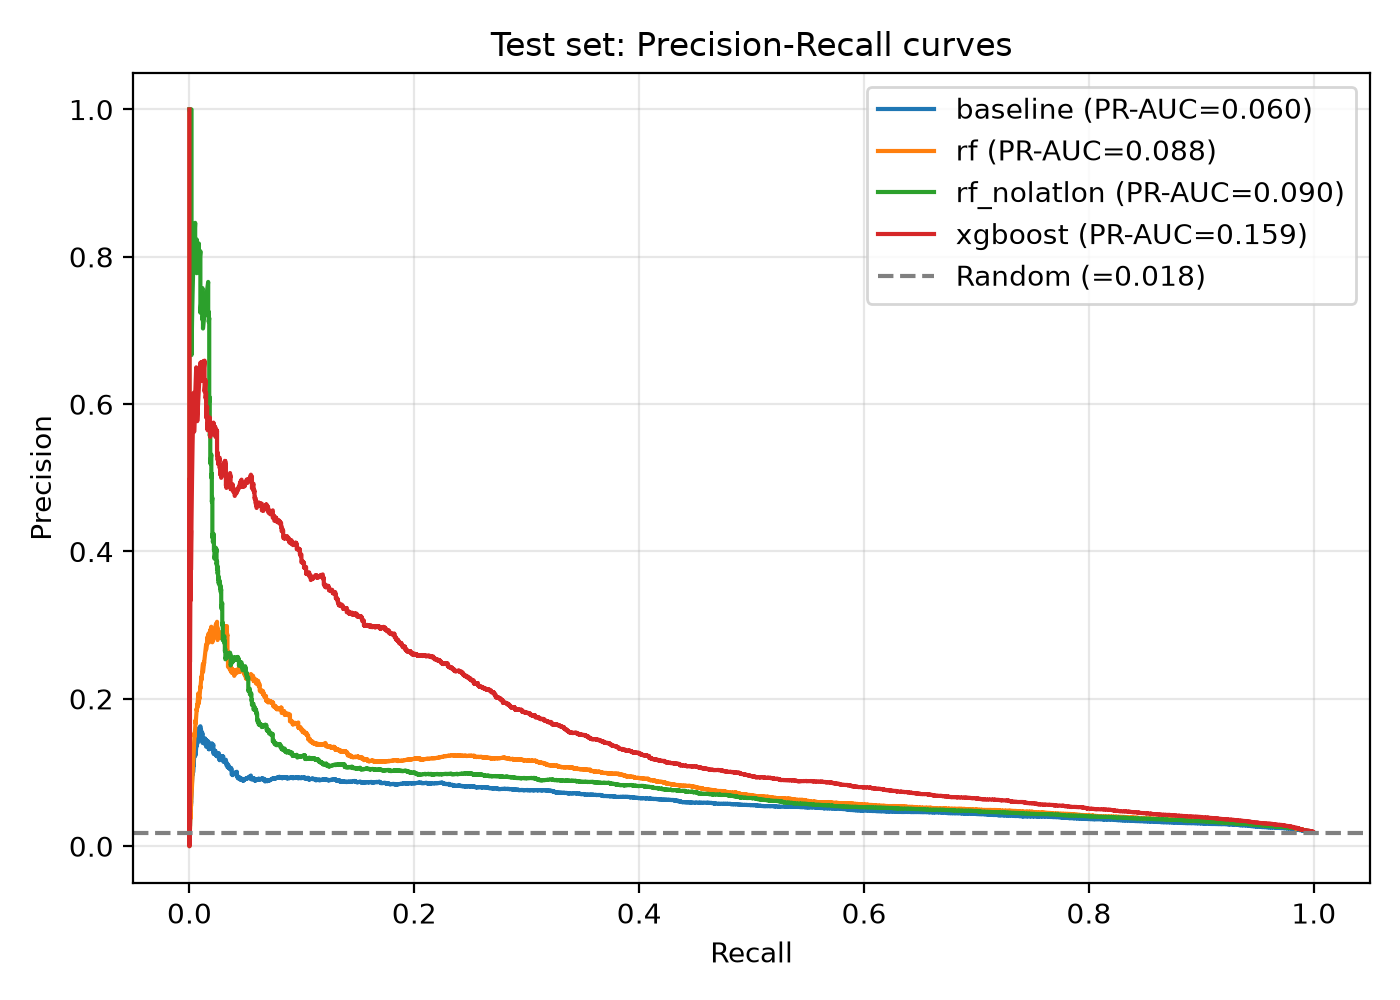 Test set: Precision-Recall curves
baseline (PR-AUC=0.060)
rf (PR-AUC=0.088)
rf_nolatlon (PR-AUC=0.090)
xgboost (PR-AUC=0.159)
Random (=0.018)
Precision
1.0
0.8
0.6
0.4
0.2
0.0
0.0 0.2 0.4 0.6 0.8 1.0
Recall